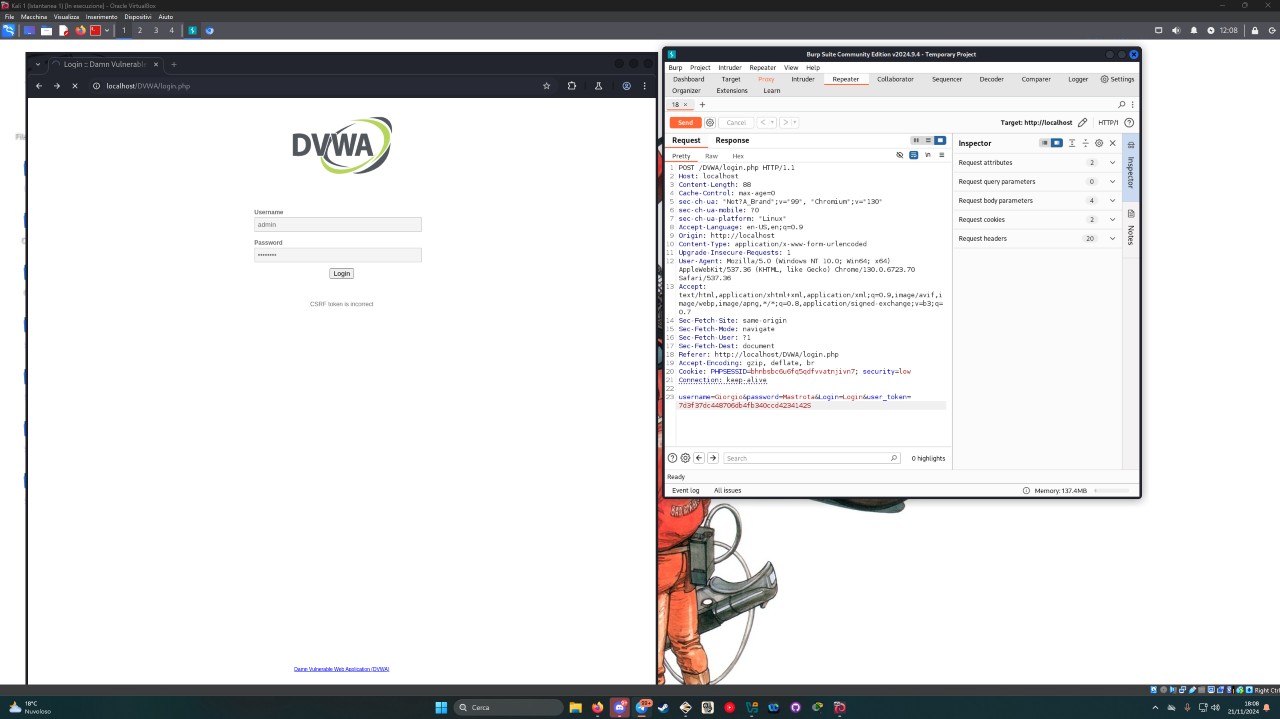 Kali 1 (Istantanea 1) [In esecuzione] - Oracle VirtualBox
File Macchina Visualizza Inserimento Dispositivi Aiuto
1 2 3 4
12:08
Login :: Damn Vulnerable
localhost/DVWA/login.php
DVWA
Username
admin
Password
••••••••
Login
CSRF token is incorrect
Damn Vulnerable Web Application (DVWA)
Burp Suite Community Edition v2024.9.4 - Temporary Project
Burp Project Intruder Repeater View Help
Dashboard Target Proxy Intruder Repeater Collaborator Sequencer Decoder Comparer Logger Settings
Organizer Extensions Learn
18 × +
Send Cancel < > Target: http://localhost HTTP/1
Request Response
Pretty Raw Hex
1 POST /DVWA/login.php HTTP/1.1
2 Host: localhost
3 Content-Length: 88
4 Cache-Control: max-age=0
5 sec-ch-ua: "Not?A_Brand";v="99", "Chromium";v="130"
6 sec-ch-ua-mobile: ?0
7 sec-ch-ua-platform: "Linux"
8 Accept-Language: en-US,en;q=0.9
9 Origin: http://localhost
10 Content-Type: application/x-www-form-urlencoded
11 Upgrade-Insecure-Requests: 1
12 User-Agent: Mozilla/5.0 (Windows NT 10.0; Win64; x64)
AppleWebKit/537.36 (KHTML, like Gecko) Chrome/130.0.6723.70
Safari/537.36
13 Accept:
text/html,application/xhtml+xml,application/xml;q=0.9,image/avif,i
mage/webp,image/apng,*/*;q=0.8,application/signed-exchange;v=b3;q=
0.7
14 Sec-Fetch-Site: same-origin
15 Sec-Fetch-Mode: navigate
16 Sec-Fetch-User: ?1
17 Sec-Fetch-Dest: document
18 Referer: http://localhost/DVWA/login.php
19 Accept-Encoding: gzip, deflate, br
20 Cookie: PHPSESSID=bhnbsbc6u6fq5qdfvvatnjivn7; security=low
21 Connection: keep-alive
22
23 username=Giorgio&password=Mastrota&Login=Login&user_token=
7d3f37dc448706db4fb340ccd4234142S
Search 0 highlights
Ready
Event log All issues Memory: 137.4MB
Inspector
Request attributes 2
Request query parameters 0
Request body parameters 4
Request cookies 2
Request headers 20
Inspector
Notes
Right Ctrl
18°C
Nuvoloso
Cerca
99+
18:08
21/11/2024